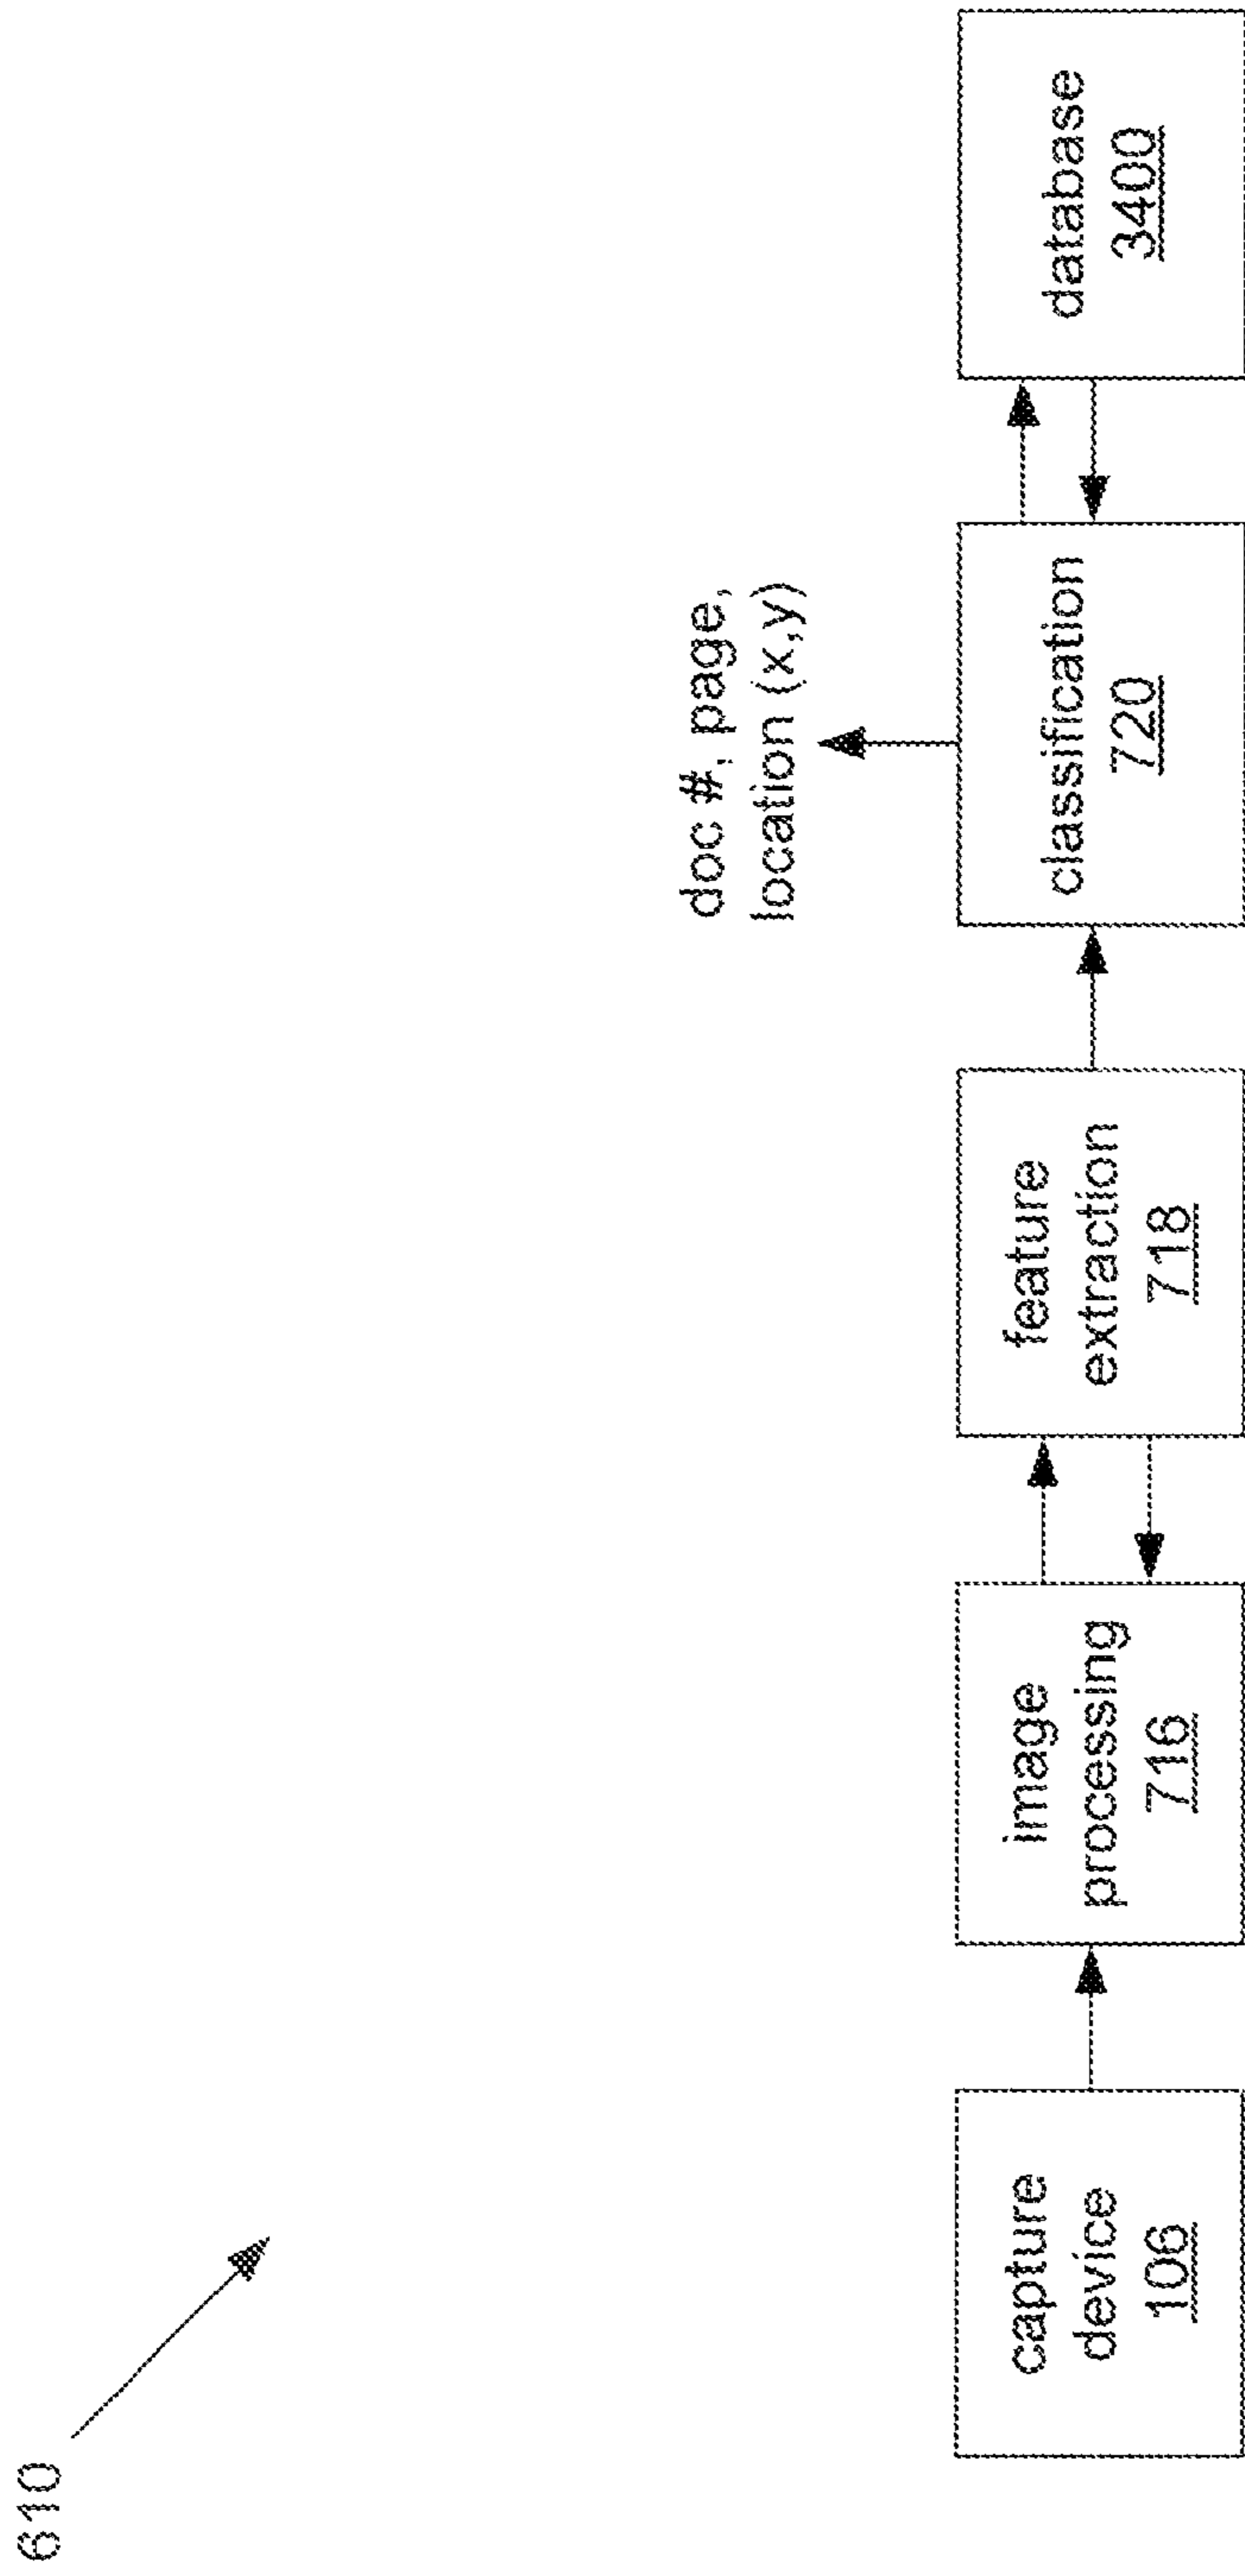 610
doc #, page,
location (x,y)
capture
device
106
image
processing
716
feature
extraction
718
classification
720
database
3400